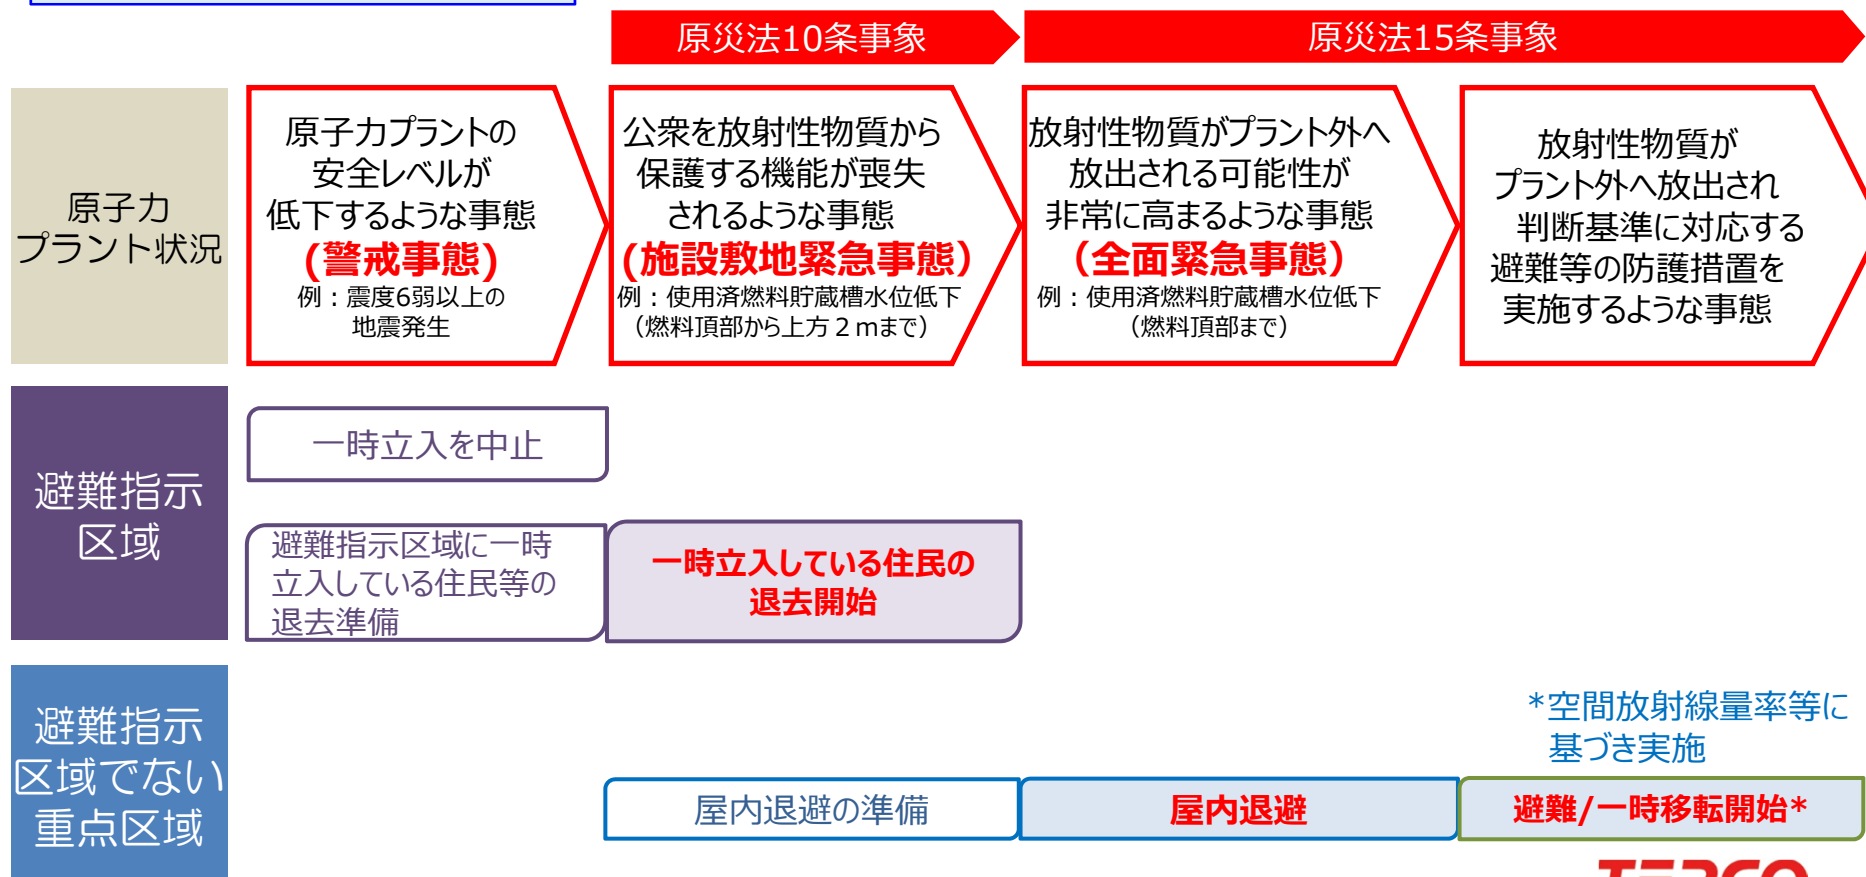 原災法10条事象
原災法15条事象
原子力
プラント状況
原子力プラントの
安全レベルが
低下するような事態
(警戒事態)
例：震度6弱以上の
地震発生
公衆を放射性物質から
保護する機能が喪失
されるような事態
(施設敷地緊急事態）
例：使用済燃料貯蔵槽水位低下
（燃料頂部から上方２ｍまで）
放射性物質がプラント外へ
放出される可能性が
非常に高まるような事態
（全面緊急事態）
例：使用済燃料貯蔵槽水位低下
（燃料頂部まで）
放射性物質が
プラント外へ放出され
判断基準に対応する
避難等の防護措置を
実施するような事態
避難指示
区域
一時立入を中止
避難指示区域に一時
立入している住民等の
退去準備
一時立入している住民の
退去開始
避難指示
区域でない
重点区域
*空間放射線量率等に
基づき実施
屋内退避の準備
屋内退避
避難/一時移転開始*
TEPCO